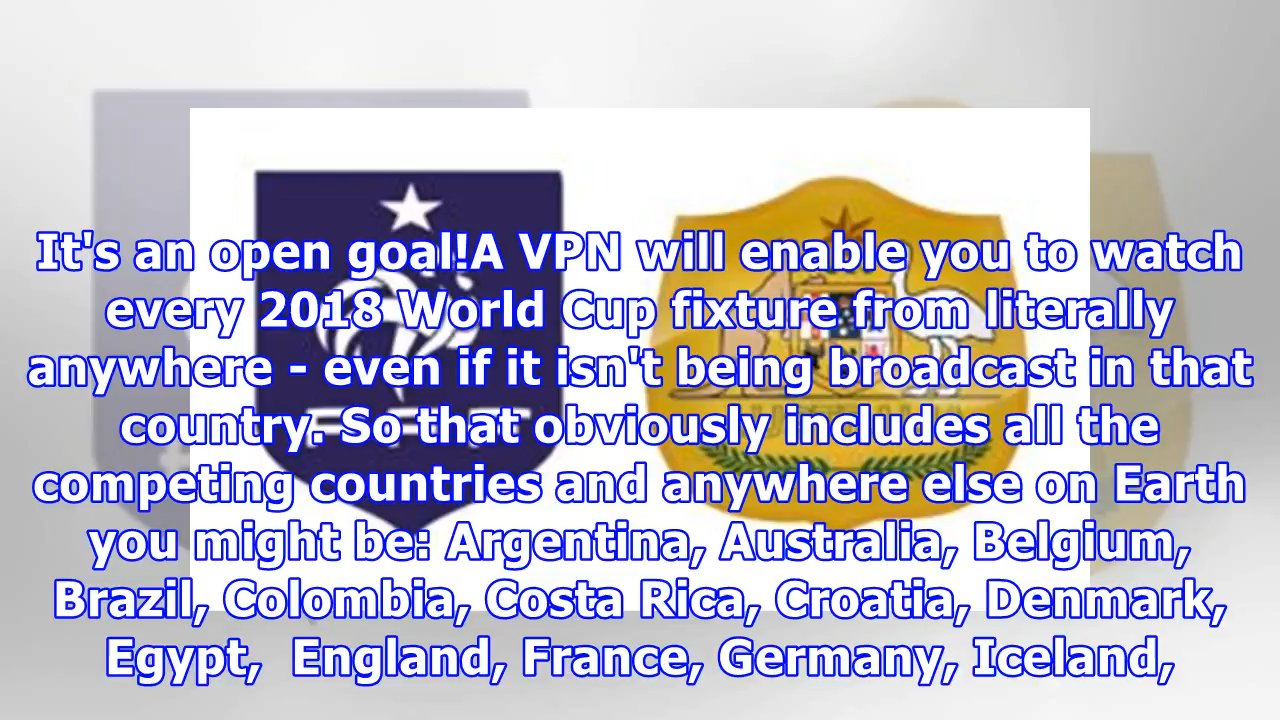 It's an open goal!A VPN will enable you to watch
every 2018 World Cup fixture from literally
anywhere - even if it isn't being broadcast in that
country. So that obviously includes all the
competing countries and anywhere else on Earth
you might be: Argentina, Australia, Belgium,
Brazil, Colombia, Costa Rica, Croatia, Denmark,
Egypt,  England, France, Germany, Iceland,